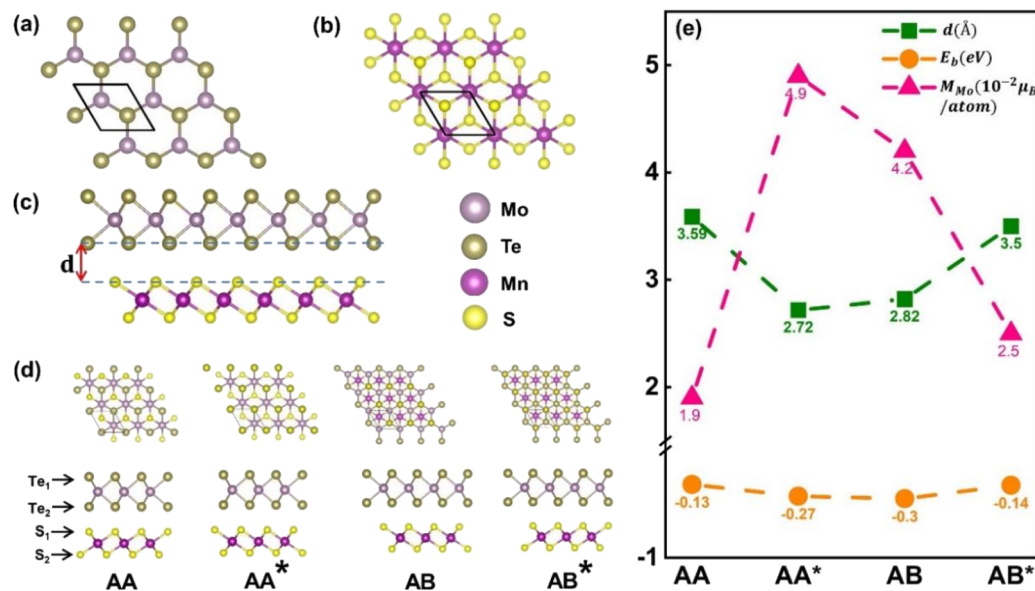 (a)
(b)
(c)
d
Mo
Te
Mn
S
(d)
Te₁
Te₂
S₁
S₂
AA
AA*
AB
AB*
(e)
d(Å)
E_b(eV)
M_Mo(10⁻²μ_B
/atom)
5
4
3
2
-1
4.9
4.2
3.59
3.5
2.72
2.82
2.5
1.9
-0.13
-0.27
-0.3
-0.14
AA
AA*
AB
AB*